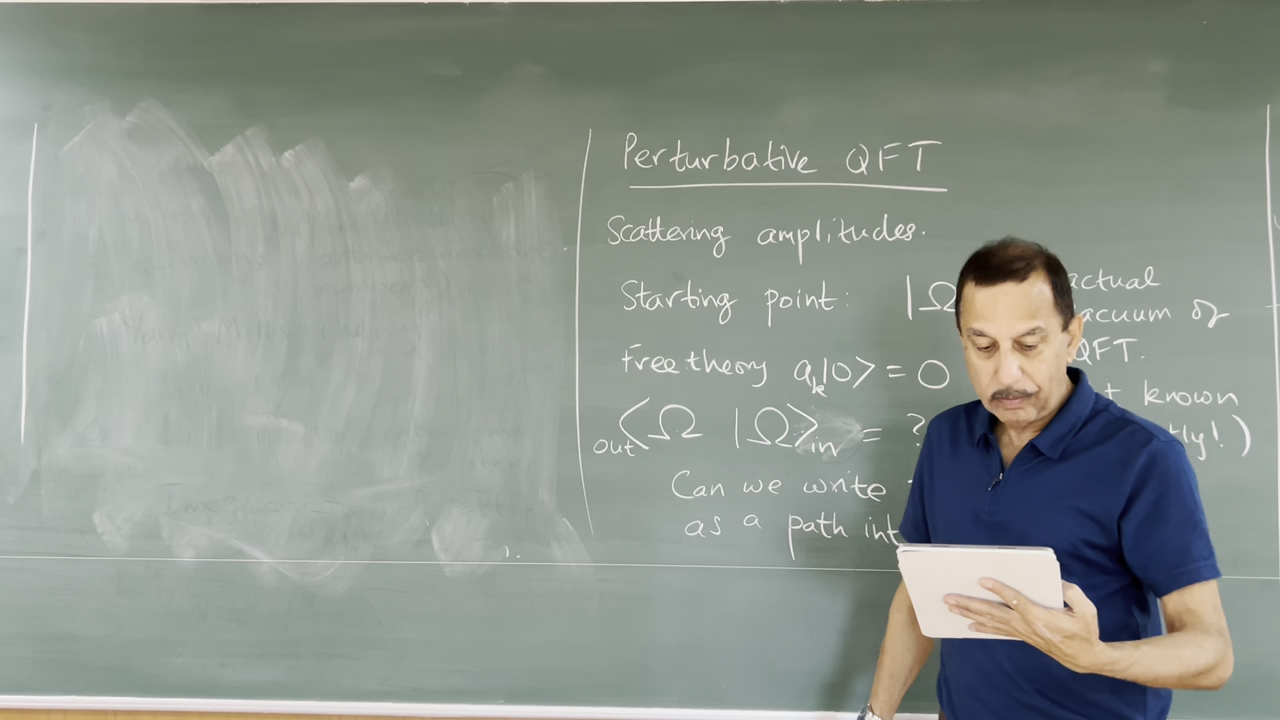 Perturbative QFT
Scattering amplitudes.
Starting point: |Ω actual
vacuum of
QFT.
Free theory a_k|0> = 0
known
out<Ω |Ω>in = ?
Can we write
as a path int